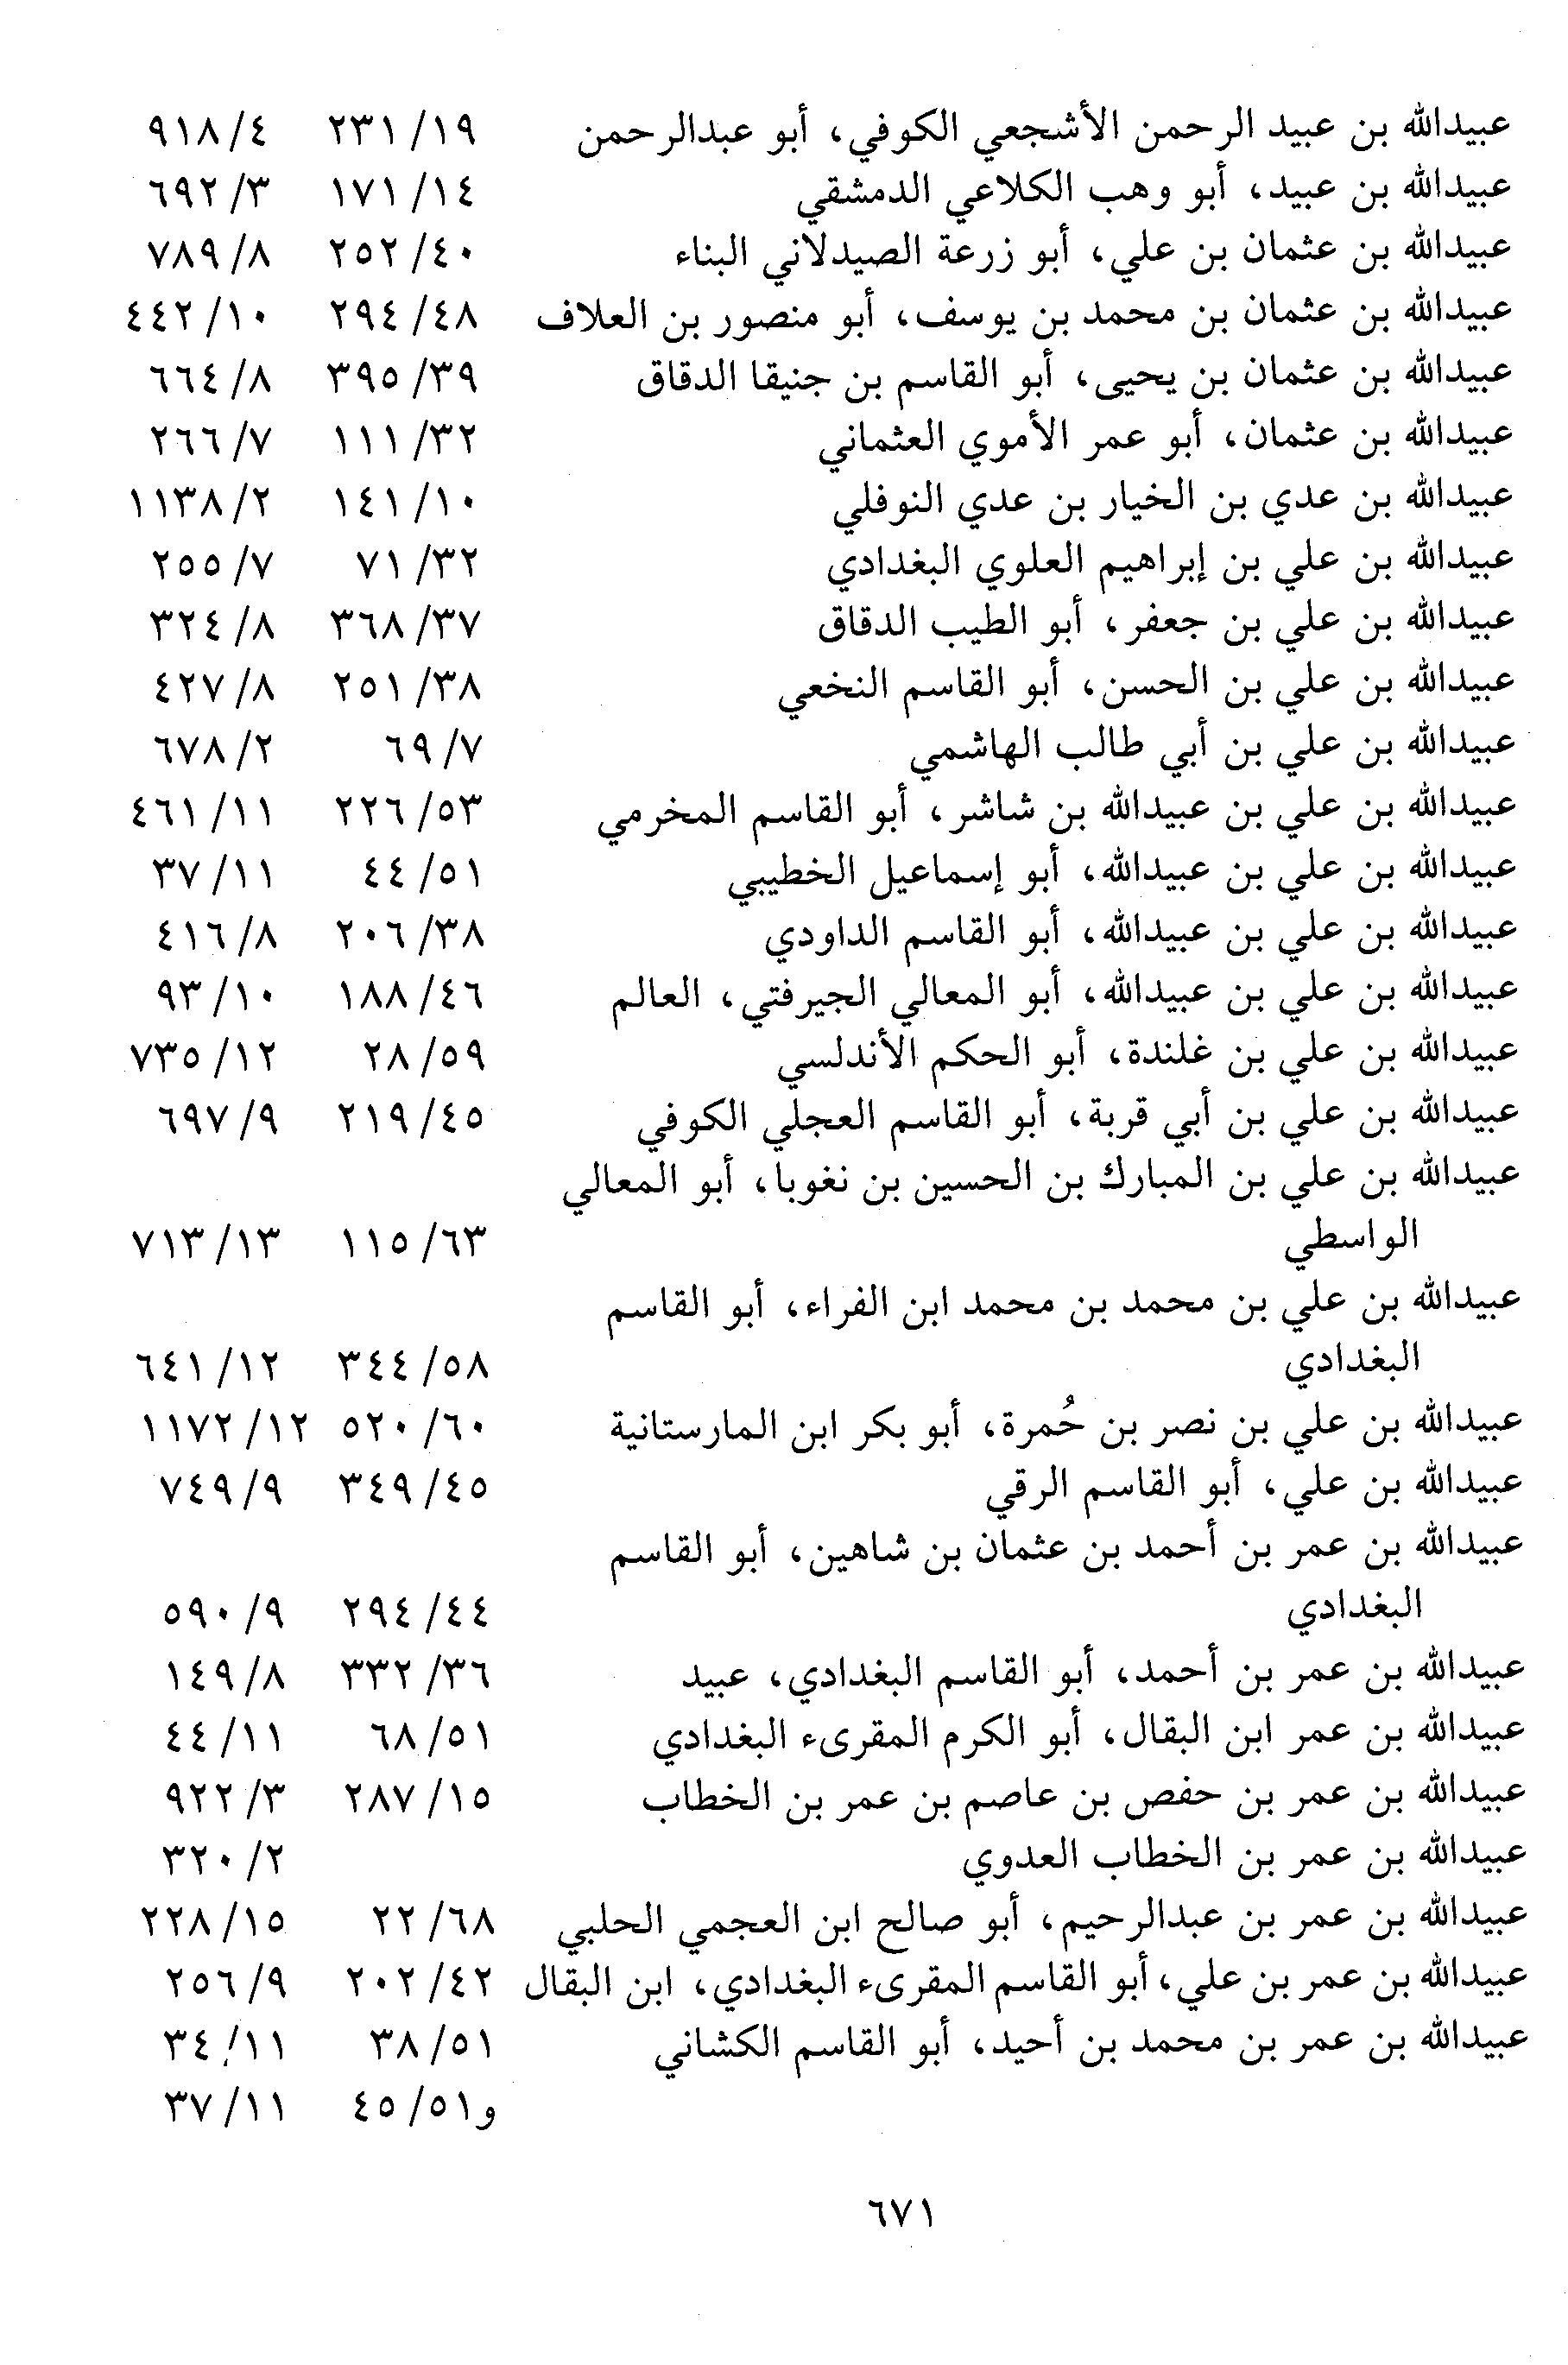 عبيدالله بن عبيد الرحمن الأشجعي الكوفي، أبو عبدالرحمن ١٩/ ٢٣١ ٤/ ٩١٨
عبيدالله بن عبيد، أبو وهب الكلاعي الدمشقي ١٤/ ١٧١ ٣/ ٦٩٢
عبيدالله بن عثمان بن علي، أبو زرعة الصيدلاني البناء ٤٠/ ٢٥٢ ٨/ ٧٨٩
عبيدالله بن عثمان بن محمد بن يوسف، أبو منصور بن العلاف ٤٨/ ٢٩٤ ١٠/ ٤٤٢
عبيدالله بن عثمان بن يحيى، أبو القاسم بن جنيقا الدقاق ٣٩/ ٣٩٥ ٨/ ٦٦٤
عبيدالله بن عثمان، أبو عمر الأموي العثماني ٣٢/ ١١١ ٧/ ٢٦٦
عبيدالله بن عدي بن الخيار بن عدي النوفلي ١٠/ ١٤١ ٢/ ١١٣٨
عبيدالله بن علي بن إبراهيم العلوي البغدادي ٣٢/ ٧١ ٧/ ٢٥٥
عبيدالله بن علي بن جعفر، أبو الطيب الدقاق ٣٧/ ٣٦٨ ٨/ ٣٢٤
عبيدالله بن علي بن الحسن، أبو القاسم النخعي ٣٨/ ٢٥١ ٨/ ٤٢٧
عبيدالله بن علي بن أبي طالب الهاشمي ٧/ ٦٩ ٢/ ٦٧٨
عبيدالله بن علي بن عبيدالله بن شاشر، أبو القاسم المخرمي ٥٣/ ٢٢٦ ١١/ ٤٦١
عبيدالله بن علي بن عبيدالله، أبو إسماعيل الخطيبي ٥١/ ٤٤ ١١/ ٣٧
عبيدالله بن علي بن عبيدالله، أبو القاسم الداودي ٣٨/ ٢٠٦ ٨/ ٤١٦
عبيدالله بن علي بن عبيدالله، أبو المعالي الجيرفتي، العالم ٤٦/ ١٨٨ ١٠/ ٩٣
عبيدالله بن علي بن غلندة، أبو الحكم الأندلسي ٥٩/ ٢٨ ١٢/ ٧٣٥
عبيدالله بن علي بن أبي قربة، أبو القاسم العجلي الكوفي ٤٥/ ٢١٩ ٩/ ٦٩٧
عبيدالله بن علي بن المبارك بن الحسين بن نغوبا، أبو المعالي
الواسطي ٦٣/ ١١٥ ١٣/ ٧١٣
عبيدالله بن علي بن محمد بن محمد ابن الفراء، أبو القاسم
البغدادي ٥٨/ ٣٤٤ ١٢/ ٦٤١
عبيدالله بن علي بن نصر بن حُمرة، أبو بكر ابن المارستانية ٦٠/ ٥٢٠ ١٢/ ١١٧٢
عبيدالله بن علي، أبو القاسم الرقي ٤٥/ ٣٤٩ ٩/ ٧٤٩
عبيدالله بن عمر بن أحمد بن عثمان بن شاهين، أبو القاسم
البغدادي ٤٤/ ٢٩٤ ٩/ ٥٩٠
عبيدالله بن عمر بن أحمد، أبو القاسم البغدادي، عبيد ٣٦/ ٣٣٢ ٨/ ١٤٩
عبيدالله بن عمر ابن البقال، أبو الكرم المقرىء البغدادي ٥١/ ٦٨ ١١/ ٤٤
عبيدالله بن عمر بن حفص بن عاصم بن عمر بن الخطاب ١٥/ ٢٨٧ ٣/ ٩٢٢
عبيدالله بن عمر بن الخطاب العدوي ٢/ ٣٢٠
عبيدالله بن عمر بن عبدالرحيم، أبو صالح ابن العجمي الحلبي ٦٨/ ٢٢ ١٥/ ٢٢٨
عبيدالله بن عمر بن علي، أبو القاسم المقرىء البغدادي، ابن البقال ٤٢/ ٢٠٢ ٩/ ٢٥٦
عبيدالله بن عمر بن محمد بن أحيد، أبو القاسم الكشاني ٥١/ ٣٨ ١١/ ٣٤
و٥١/ ٤٥ ١١/ ٣٧
٦٧١